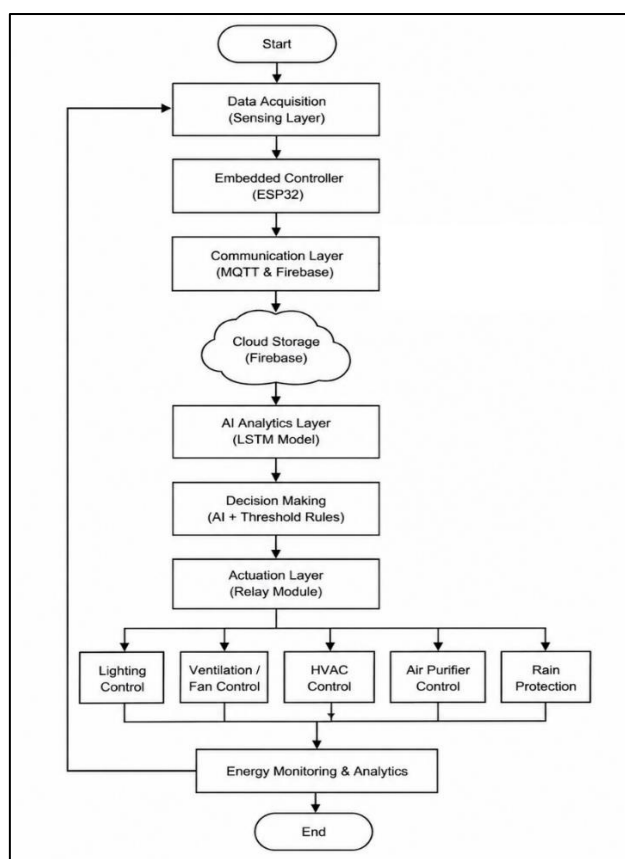 Start
Data Acquisition
(Sensing Layer)
Embedded Controller
(ESP32)
Communication Layer
(MQTT & Firebase)
Cloud Storage
(Firebase)
AI Analytics Layer
(LSTM Model)
Decision Making
(AI + Threshold Rules)
Actuation Layer
(Relay Module)
Lighting
Control
Ventilation /
Fan Control
HVAC
Control
Air Purifier
Control
Rain
Protection
Energy Monitoring & Analytics
End